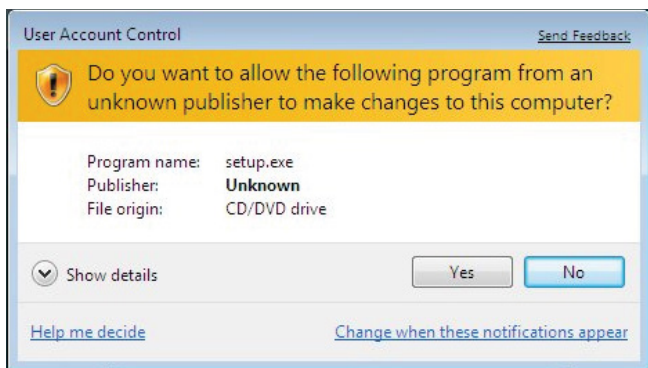 User Account Control Send Feedback
Do you want to allow the following program from an
unknown publisher to make changes to this computer?
Program name: setup.exe
Publisher: Unknown
File origin: CD/DVD drive
Show details Yes No
Help me decide Change when these notifications appear